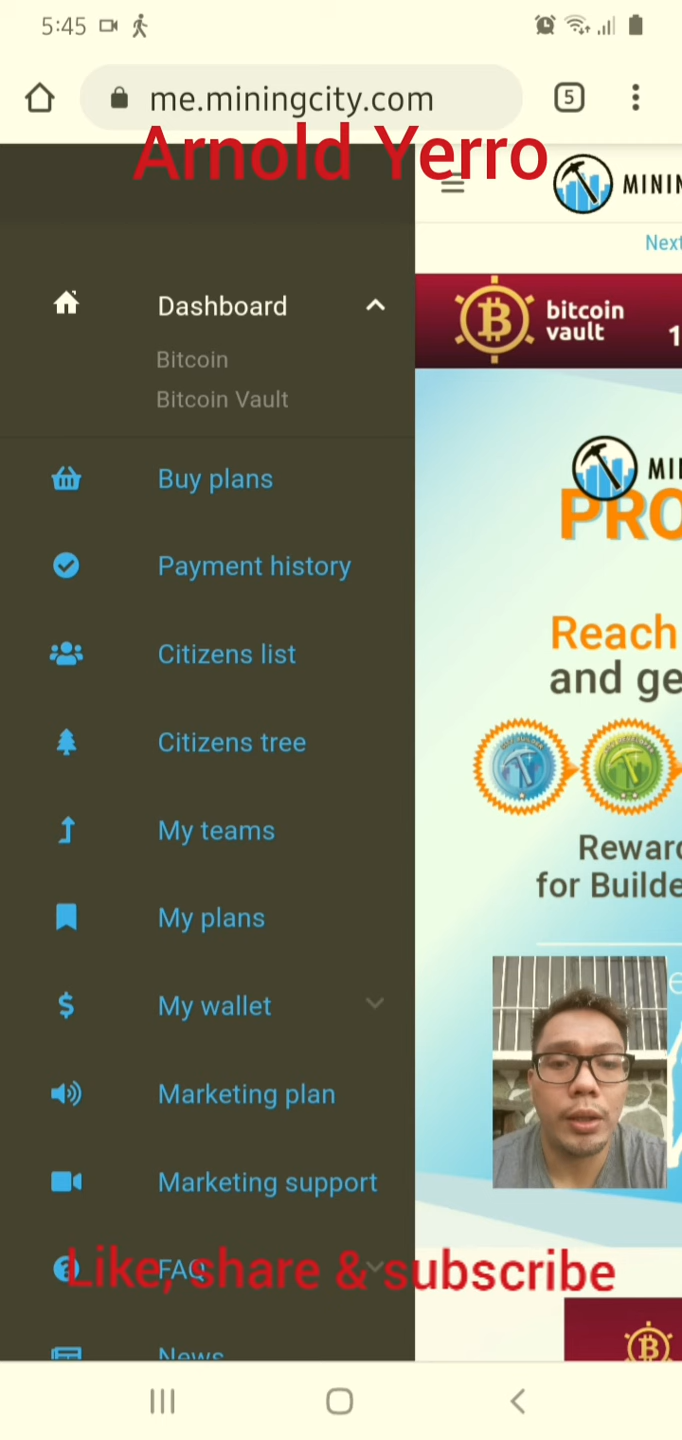 5:45
5
me.miningcity.com
Arnold Yerro
MININ
Next
Dashboard
bitcoin
vault
1
Bitcoin
Bitcoin Vault
Buy plans
MI
PRO
Payment history
Reach
and ge
Citizens list
Citizens tree
My teams
Reward
for Builde
My plans
My wallet
Marketing plan
Marketing support
FAQ
Like, share & subscribe
News